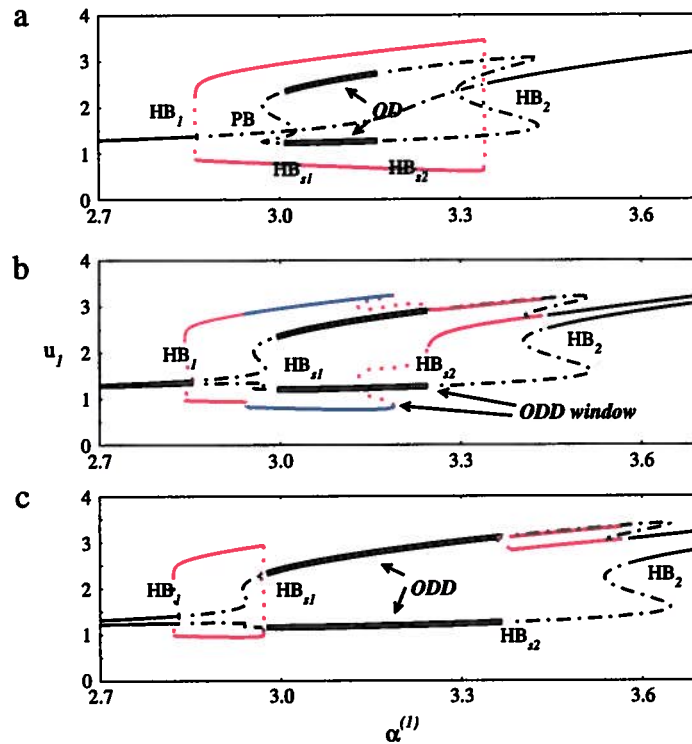 a
4
3
2
1
0
HB1
PB
OD
HB2
HBs1
HBs2
2.7
3.0
3.3
3.6
b
u1
4
3
2
1
0
HB1
HBs1
HBs2
HB2
ODD window
2.7
3.0
3.3
3.6
c
4
3
2
1
0
HB1
HBs1
ODD
HB2
HBs2
2.7
3.0
3.3
3.6
α(1)